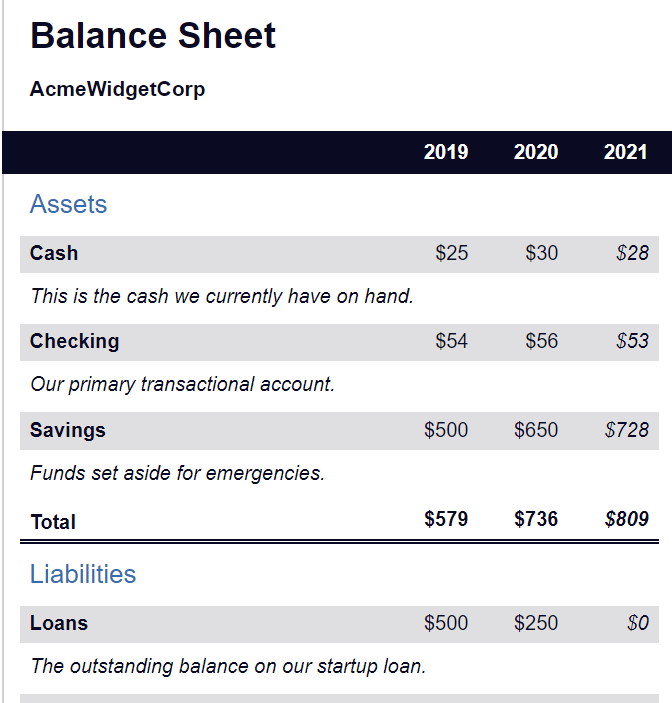 Balance Sheet
AcmeWidgetCorp
2019 2020 2021
Assets
Cash $25 $30 $28
This is the cash we currently have on hand.
Checking $54 $56 $53
Our primary transactional account.
Savings $500 $650 $728
Funds set aside for emergencies.
Total $579 $736 $809
Liabilities
Loans $500 $250 $0
The outstanding balance on our startup loan.